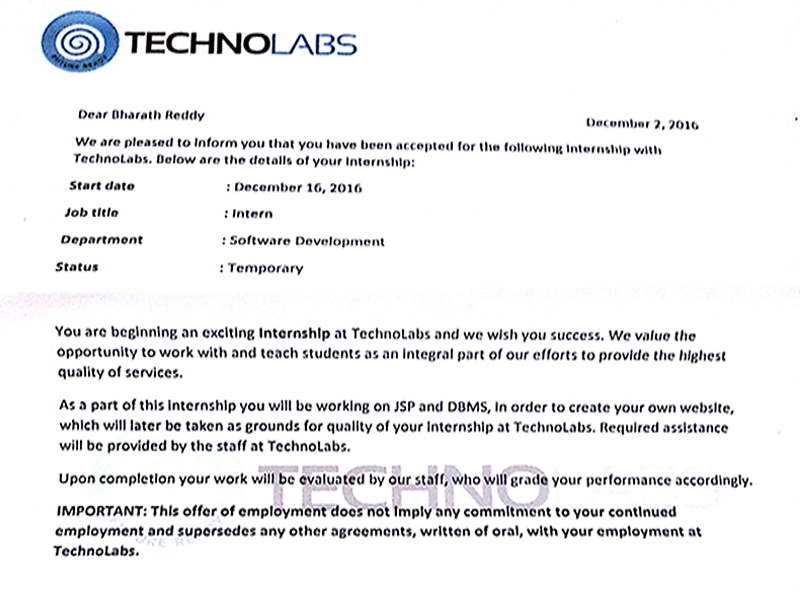 TECHNOLABS
FUTURE READY
Dear Bharath Reddy
December 2, 2016
We are pleased to inform you that you have been accepted for the following internship with
TechnoLabs. Below are the details of your internship:
Start date : December 16, 2016
Job title : Intern
Department : Software Development
Status : Temporary
You are beginning an exciting internship at TechnoLabs and we wish you success. We value the
opportunity to work with and teach students as an integral part of our efforts to provide the highest
quality of services.
As a part of this internship you will be working on JSP and DBMS, in order to create your own website,
which will later be taken as grounds for quality of your internship at TechnoLabs. Required assistance
will be provided by the staff at TechnoLabs.
Upon completion your work will be evaluated by our staff, who will grade your performance accordingly.
TECHNOLABS
IMPORTANT: This offer of employment does not imply any commitment to your continued
employment and supersedes any other agreements, written of oral, with your employment at
TechnoLabs.